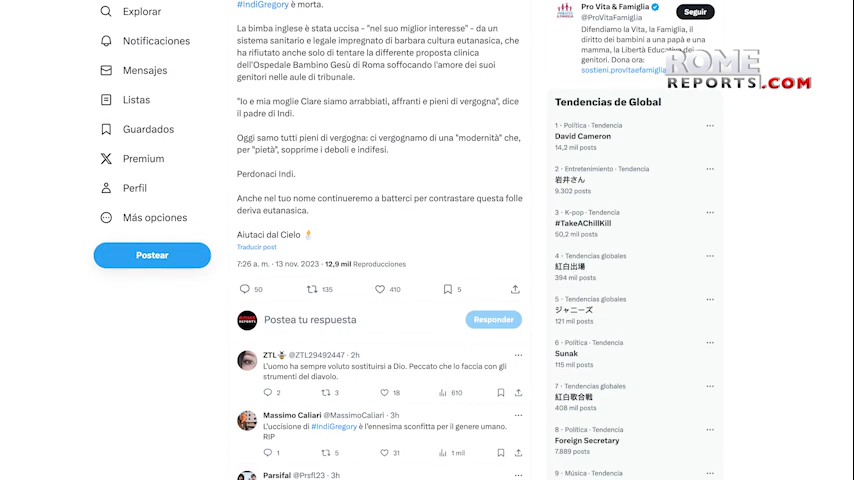 Explorar
Notificaciones
Mensajes
Listas
Guardados
Premium
Perfil
Más opciones
Postear
#IndiGregory è morta.
La bimba inglese è stata uccisa - "nel suo miglior interesse" - da un
sistema sanitario e legale impregnato di barbara cultura eutanasica, che
ha rifiutato anche solo di tentare la differente proposta clinica
dell'Ospedale Bambino Gesù di Roma soffocando l'amore dei suoi
genitori nelle aule di tribunale.
"Io e mia moglie Clare siamo arrabbiati, affranti e pieni di vergogna", dice
il padre di Indi.
Oggi siamo tutti pieni di vergogna: ci vergognamo di una "modernità" che,
per "pietà", sopprime i deboli e indifesi.
Perdonaci Indi.
Anche nel tuo nome continueremo a batterci per contrastare questa folle
deriva eutanasica.
Aiutaci dal Cielo 🕯️
Traducir post
7:26 a. m. · 13 nov. 2023 · 12,9 mil Reproducciones
50 135 410 5
Postea tu respuesta
Responder
ZTL🐝 @ZTL29492447 · 2h
L'uomo ha sempre voluto sostituirsi a Dio. Peccato che lo faccia con gli
strumenti del diavolo.
2 3 18 610
Massimo Caliari @MassimoCaliari · 3h
L'uccisione di #IndiGregory è l'ennesima sconfitta per il genere umano.
RIP
1 5 31 1 mil
Parsifal @Prsfl23 · 3h
Pro Vita & Famiglia
@ProVitaFamiglia
Seguir
Difendiamo la Vita, la Famiglia, il
diritto dei bambini a una papà e una
mamma, la Libertà Educativa dei
genitori. Dona ora:
sostieni.provitaefamiglia
ROME
REPORTS.COM
Tendencias de Global
1 · Política · Tendencia
David Cameron
14,2 mil posts
2 · Entretenimiento · Tendencia
岩井さん
9.302 posts
3 · K-pop · Tendencia
#TakeAChillKill
50,2 mil posts
4 · Tendencias globales
紅白出場
394 mil posts
5 · Tendencias globales
ジャニーズ
121 mil posts
6 · Política · Tendencia
Sunak
115 mil posts
7 · Tendencias globales
紅白歌合戦
408 mil posts
8 · Política · Tendencia
Foreign Secretary
7.889 posts
9 · Música · Tendencia